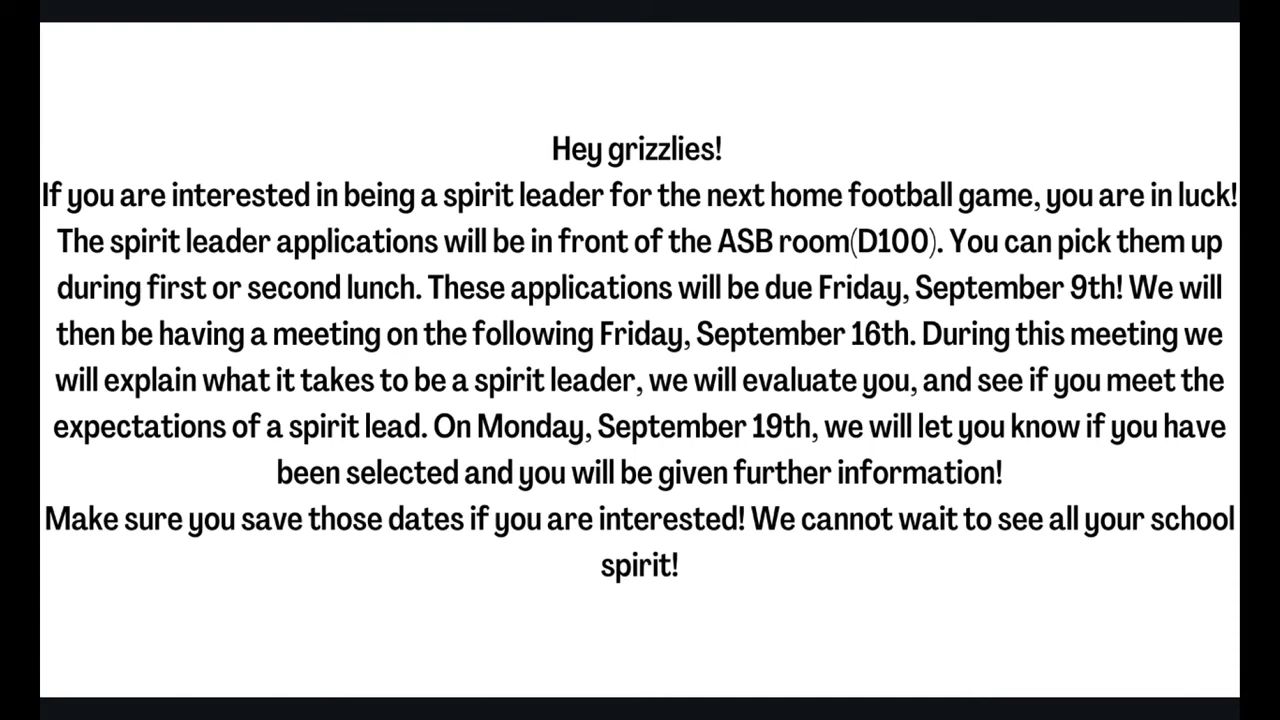 Hey grizzlies!
If you are interested in being a spirit leader for the next home football game, you are in luck!
The spirit leader applications will be in front of the ASB room(D100). You can pick them up
during first or second lunch. These applications will be due Friday, September 9th! We will
then be having a meeting on the following Friday, September 16th. During this meeting we
will explain what it takes to be a spirit leader, we will evaluate you, and see if you meet the
expectations of a spirit lead. On Monday, September 19th, we will let you know if you have
been selected and you will be given further information!
Make sure you save those dates if you are interested! We cannot wait to see all your school
spirit!